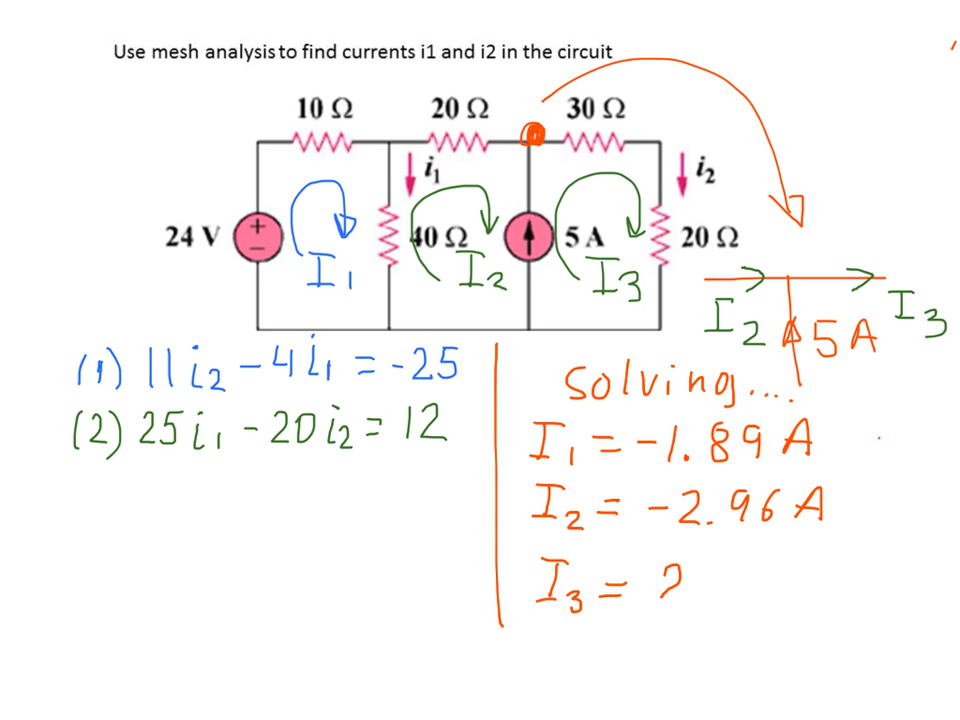 Use mesh analysis to find currents i1 and i2 in the circuit
10 Ω 20 Ω 30 Ω
i₁ i₂
24 V 40 Ω 5 A 20 Ω
I₁ I₂ I₃
I₂ 5A I₃
(1) 11i₂ - 4i₁ = -25
(2) 25i₁ - 20i₂ = 12
Solving....
I₁ = -1.89 A
I₂ = -2.96 A
I₃ = ?